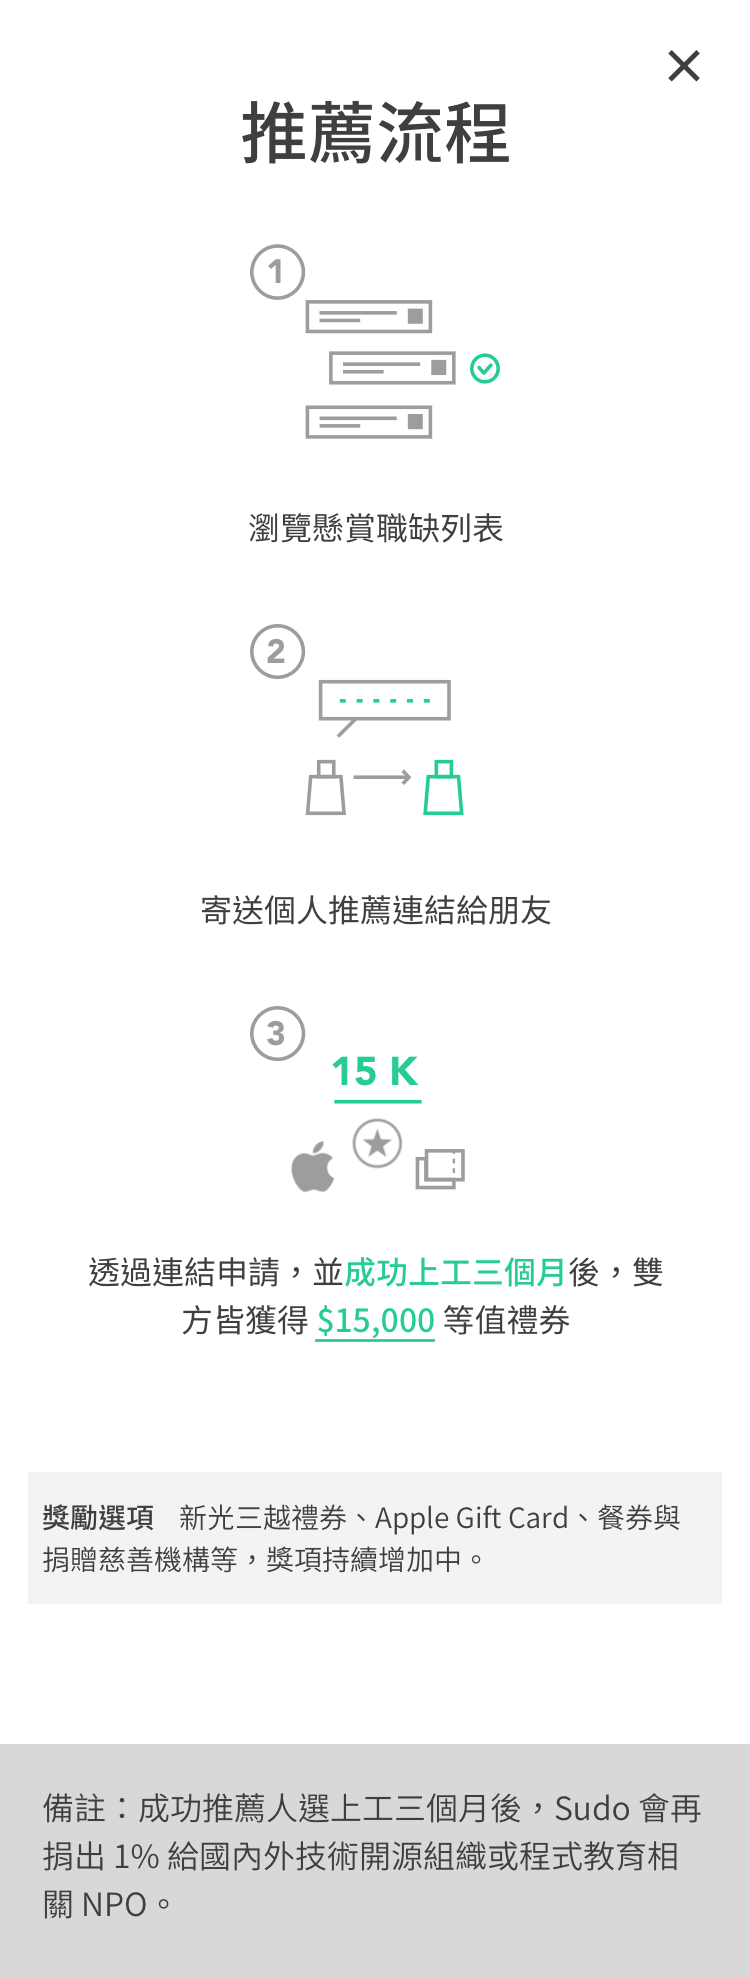 推薦流程
1
瀏覽懸賞職缺列表
2
寄送個人推薦連結給朋友
3
15 K
透過連結申請，並成功上工三個月後，雙
方皆獲得 $15,000 等值禮券
獎勵選項 新光三越禮券、Apple Gift Card、餐券與
捐贈慈善機構等，獎項持續增加中。
備註：成功推薦人選上工三個月後，Sudo 會再
捐出 1% 給國內外技術開源組織或程式教育相
關 NPO。